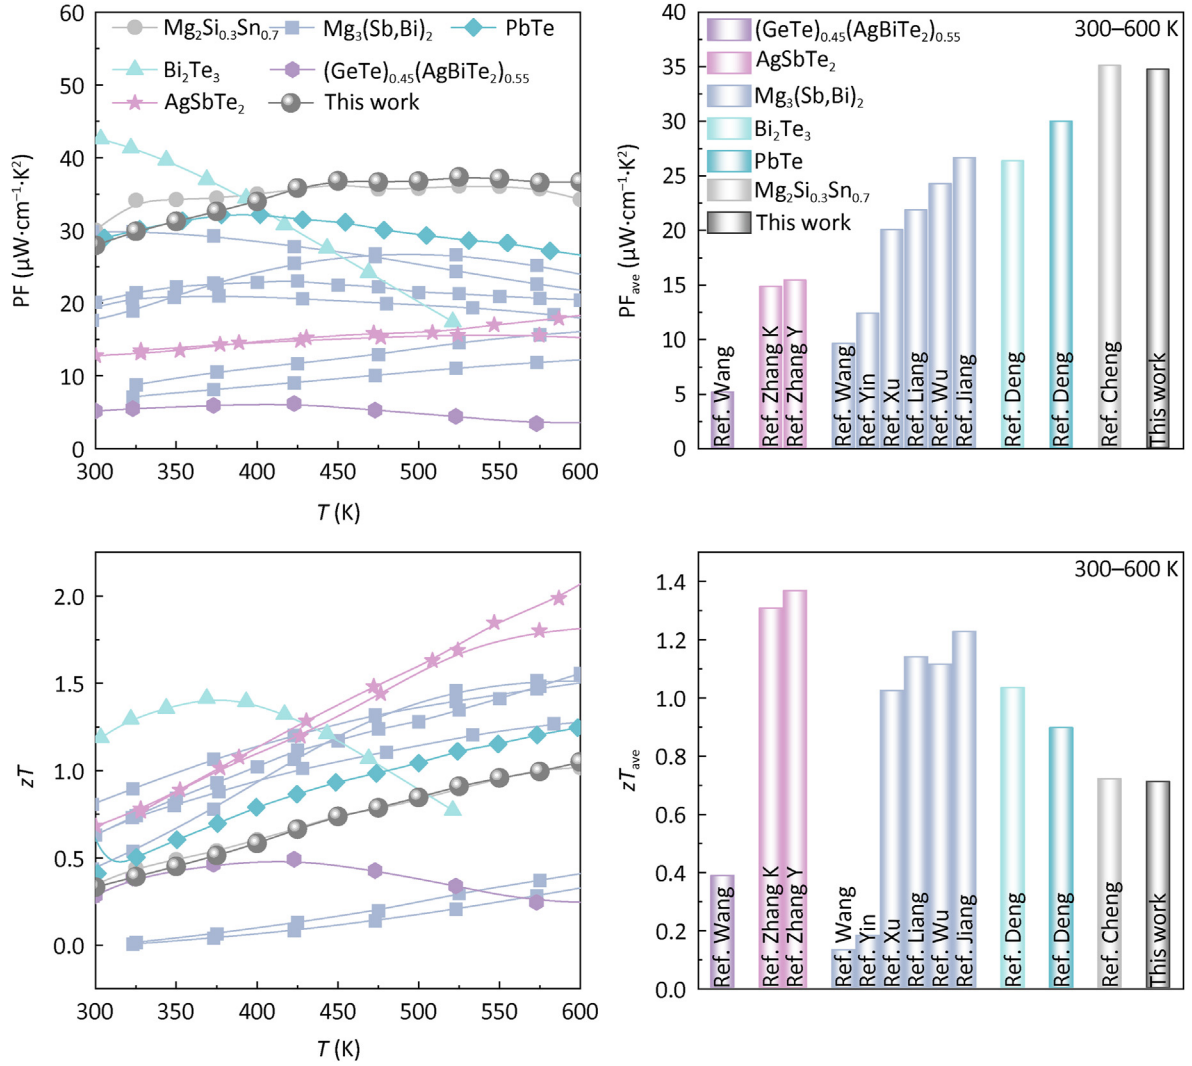 Mg₂Si₀.₃Sn₀.₇ Mg₃(Sb,Bi)₂ PbTe
Bi₂Te₃ (GeTe)₀.₄₅(AgBiTe₂)₀.₅₅
AgSbTe₂ This work
60
50
40
30
20
10
0
PF (μW·cm⁻¹·K²)
300 350 400 450 500 550 600
T (K)
300–600 K
(GeTe)₀.₄₅(AgBiTe₂)₀.₅₅
AgSbTe₂
Mg₃(Sb,Bi)₂
Bi₂Te₃
PbTe
Mg₂Si₀.₃Sn₀.₇
This work
40
35
30
25
20
15
10
5
0
PFₐᵥₑ (μW·cm⁻¹·K²)
Ref. Wang
Ref. Zhang K
Ref. Zhang Y
Ref. Wang
Ref. Yin
Ref. Xu
Ref. Liang
Ref. Wu
Ref. Jiang
Ref. Deng
Ref. Deng
Ref. Cheng
This work
2.0
1.5
1.0
0.5
0.0
zT
300 350 400 450 500 550 600
T (K)
300–600 K
1.4
1.2
1.0
0.8
0.6
0.4
0.2
0.0
zTₐᵥₑ
Ref. Wang
Ref. Zhang K
Ref. Zhang Y
Ref. Wang
Ref. Yin
Ref. Xu
Ref. Liang
Ref. Wu
Ref. Jiang
Ref. Deng
Ref. Deng
Ref. Cheng
This work